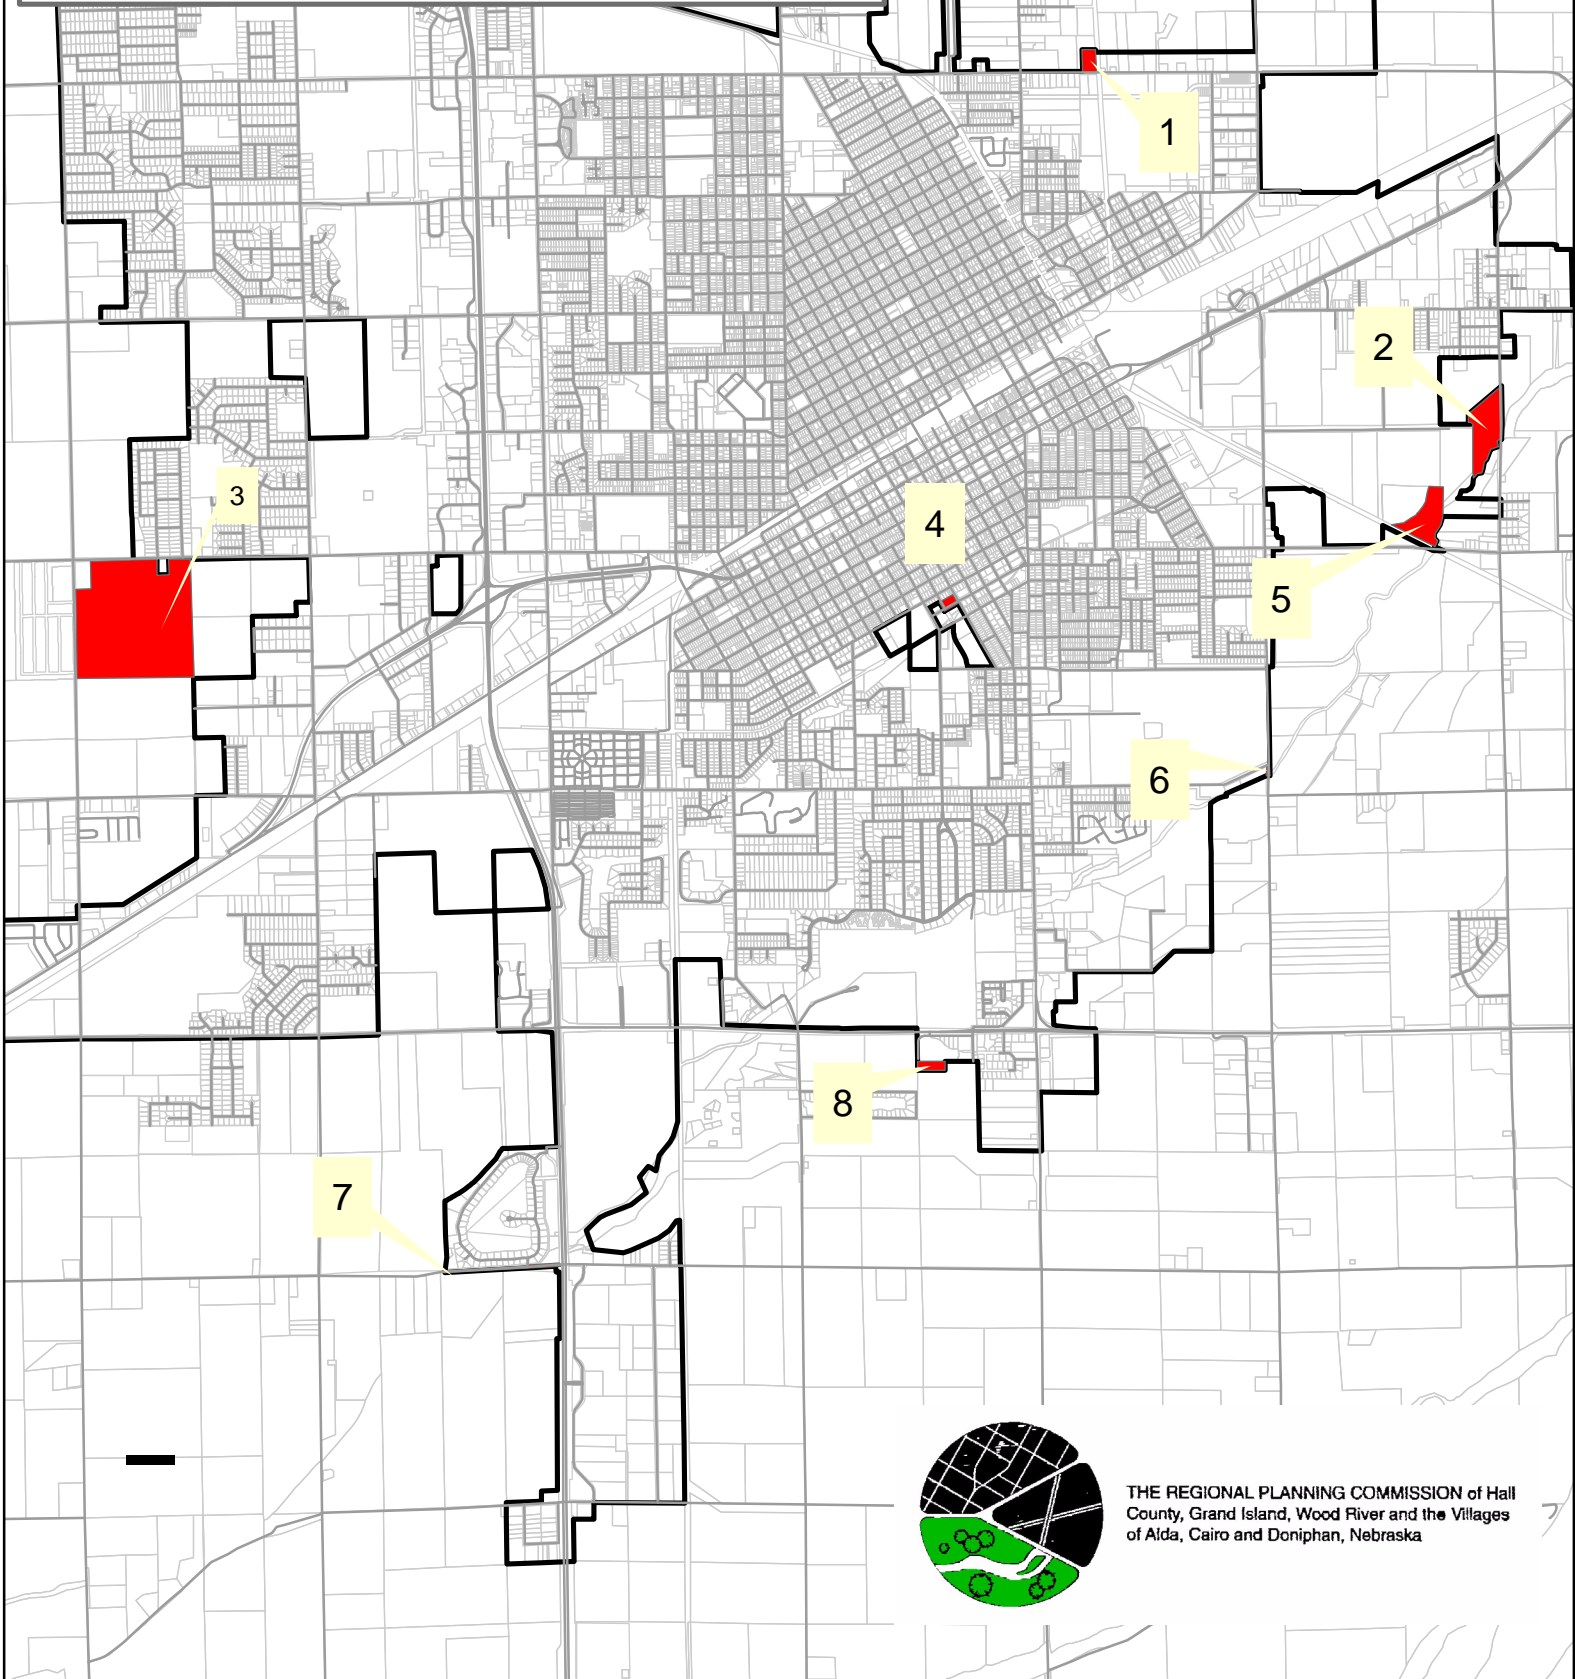 1
2
3
4
5
6
7
8
THE REGIONAL PLANNING COMMISSION of Hall
County, Grand Island, Wood River and the Villages
of Alda, Cairo and Doniphan, Nebraska